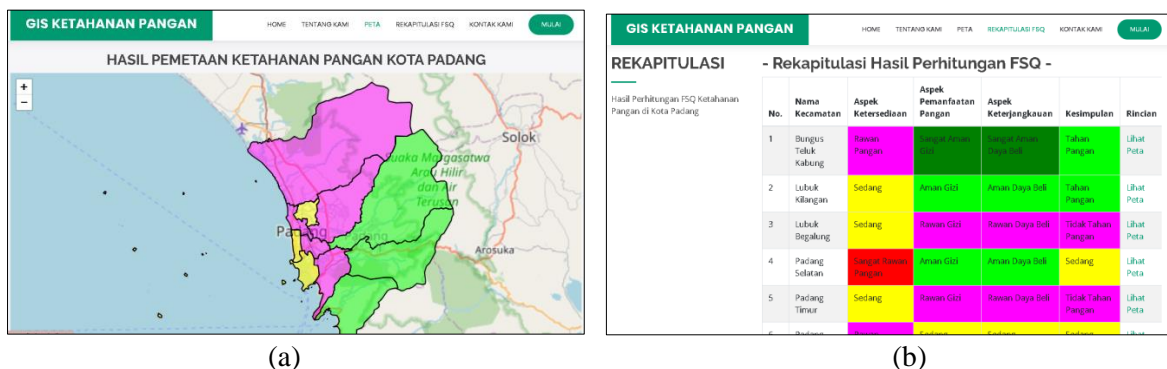 GIS KETAHANAN PANGAN
HOME TENTANG KAMI PETA REKAPITULASI FSQ KONTAK KAMI MULAI
HASIL PEMETAAN KETAHANAN PANGAN KOTA PADANG
+
−
Solok
Suaka Margasatwa
Arau Hilir
dan Air
Terusan
Padang
Arosuka
(a)
GIS KETAHANAN PANGAN
HOME TENTANG KAMI PETA REKAPITULASI FSQ KONTAK KAMI MULAI
REKAPITULASI
Hasil Perhitungan FSQ Ketahanan
Pangan di Kota Padang
- Rekapitulasi Hasil Perhitungan FSQ -
No. Nama Kecamatan Aspek Ketersediaan Aspek Pemanfaatan Pangan Aspek Keterjangkauan Kesimpulan Rincian
1 Bungus Teluk Kabung Rawan Pangan Sangat Aman Gizi Sangat Aman Daya Beli Tahan Pangan Lihat Peta
2 Lubuk Kilangan Sedang Aman Gizi Aman Daya Beli Tahan Pangan Lihat Peta
3 Lubuk Begalung Sedang Rawan Gizi Rawan Daya Beli Tidak Tahan Pangan Lihat Peta
4 Padang Selatan Sangat Rawan Pangan Aman Gizi Aman Daya Beli Sedang Lihat Peta
5 Padang Timur Sedang Rawan Gizi Rawan Daya Beli Tidak Tahan Pangan Lihat Peta
(b)